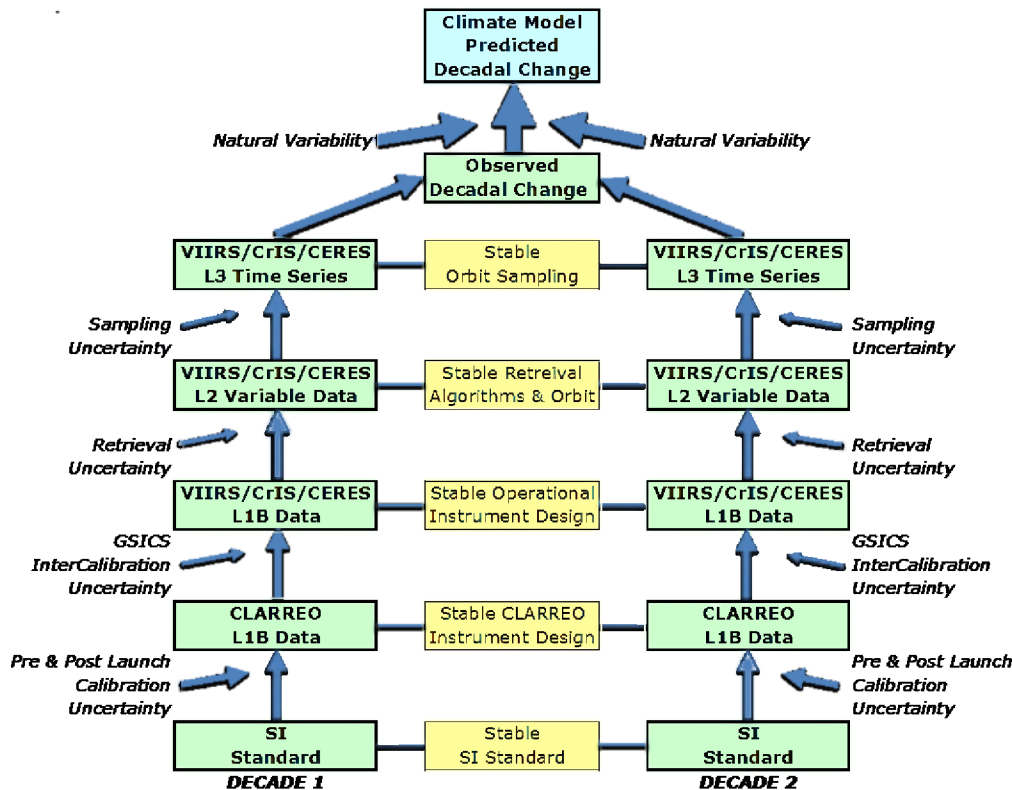 Climate Model
Predicted
Decadal Change
Natural Variability
Natural Variability
Observed
Decadal Change
VIIRS/CrIS/CERES
L3 Time Series
Stable
Orbit Sampling
VIIRS/CrIS/CERES
L3 Time Series
Sampling
Uncertainty
Sampling
Uncertainty
VIIRS/CrIS/CERES
L2 Variable Data
Stable Retreival
Algorithms & Orbit
VIIRS/CrIS/CERES
L2 Variable Data
Retrieval
Uncertainty
Retrieval
Uncertainty
VIIRS/CrIS/CERES
L1B Data
Stable Operational
Instrument Design
VIIRS/CrIS/CERES
L1B Data
GSICS
InterCalibration
Uncertainty
GSICS
InterCalibration
Uncertainty
CLARREO
L1B Data
Stable CLARREO
Instrument Design
CLARREO
L1B Data
Pre & Post Launch
Calibration
Uncertainty
Pre & Post Launch
Calibration
Uncertainty
SI
Standard
Stable
SI Standard
SI
Standard
DECADE 1
DECADE 2